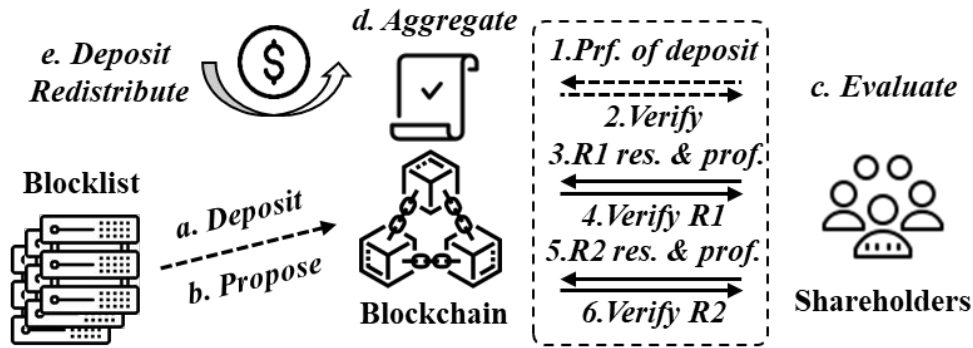 d. Aggregate
e. Deposit
Redistribute
$
1.Prf. of deposit
2.Verify
c. Evaluate
3.R1 res. & prof.
4.Verify R1
5.R2 res. & prof.
6.Verify R2
Blocklist
a. Deposit
b. Propose
Blockchain
Shareholders